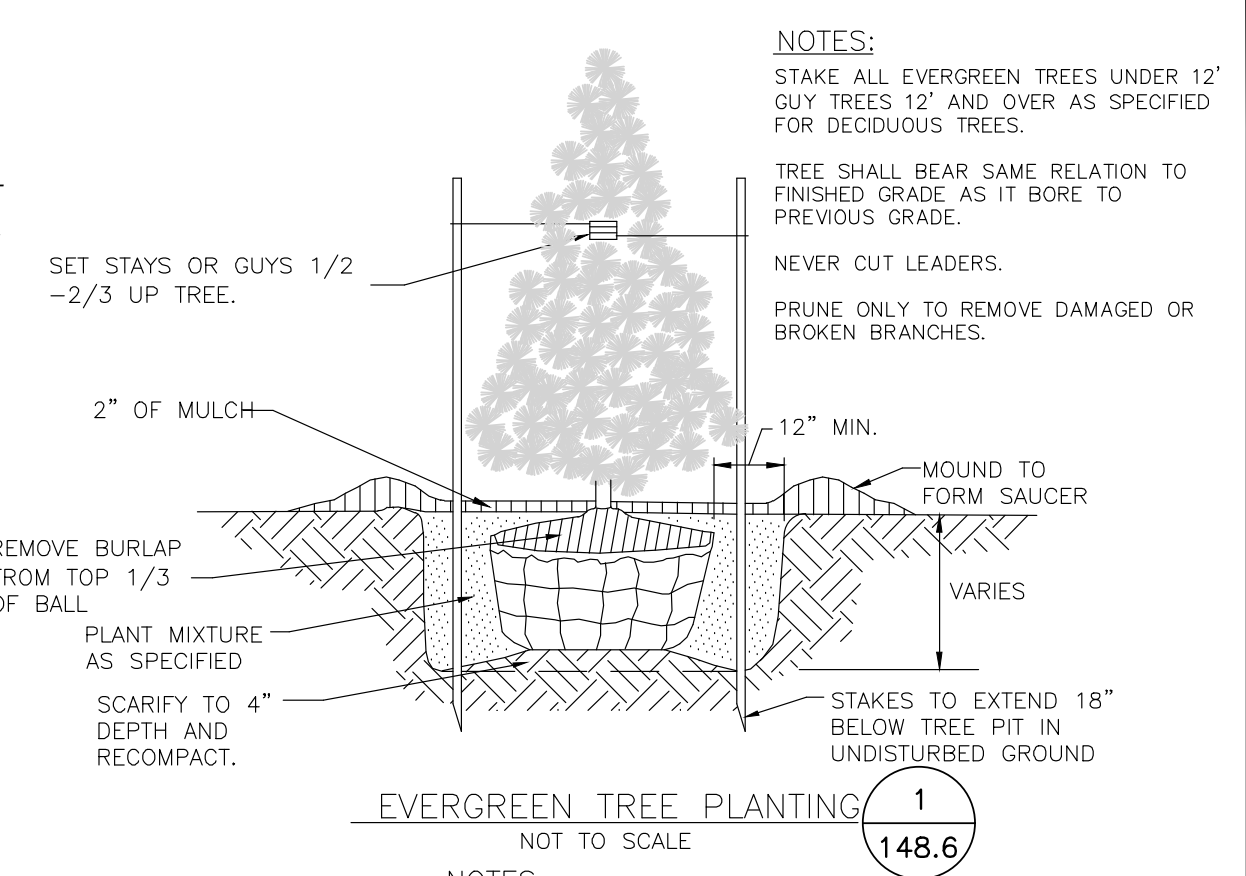 NOTES:
STAKE ALL EVERGREEN TREES UNDER 12'
GUY TREES 12' AND OVER AS SPECIFIED
FOR DECIDUOUS TREES.
TREE SHALL BEAR SAME RELATION TO
FINISHED GRADE AS IT BORE TO
PREVIOUS GRADE.
NEVER CUT LEADERS.
PRUNE ONLY TO REMOVE DAMAGED OR
BROKEN BRANCHES.
SET STAYS OR GUYS 1/2
-2/3 UP TREE.
2" OF MULCH
12" MIN.
MOUND TO
FORM SAUCER
REMOVE BURLAP
FROM TOP 1/3
OF BALL
VARIES
PLANT MIXTURE
AS SPECIFIED
SCARIFY TO 4"
DEPTH AND
RECOMPACT.
STAKES TO EXTEND 18"
BELOW TREE PIT IN
UNDISTURBED GROUND
EVERGREEN TREE PLANTING
NOT TO SCALE
1
148.6
NOTES